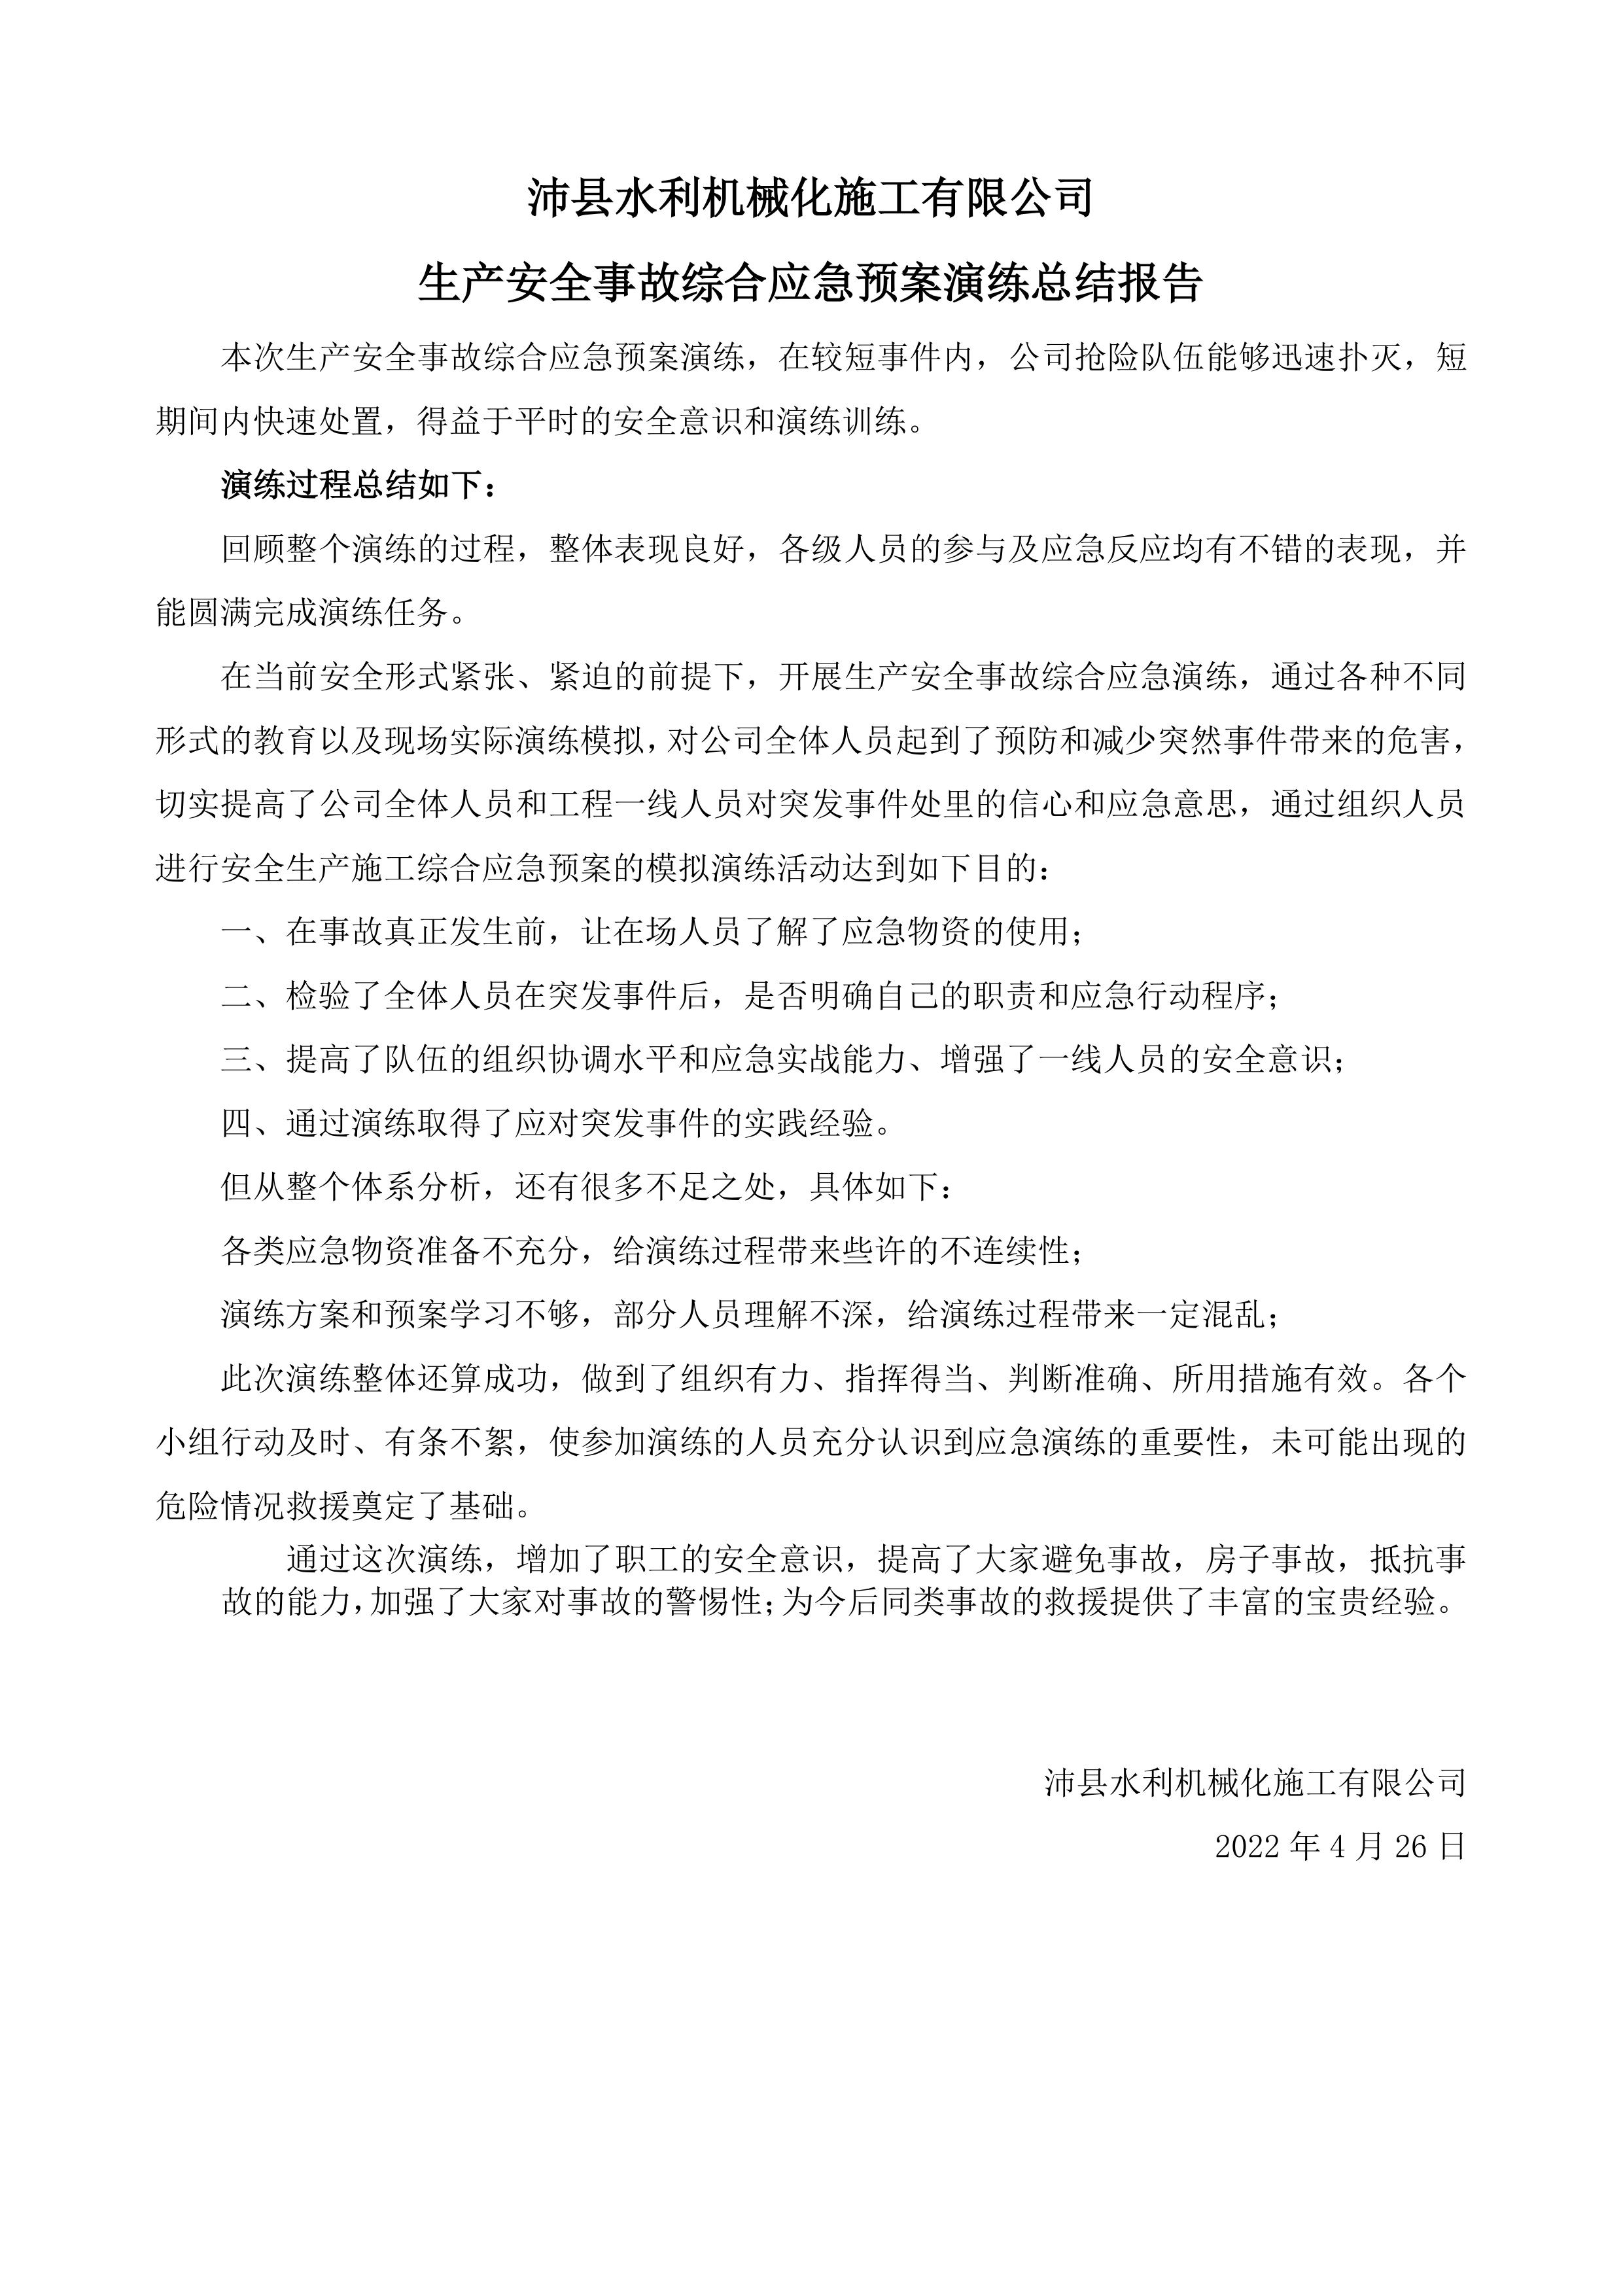 沛县水利机械化施工有限公司
生产安全事故综合应急预案演练总结报告
本次生产安全事故综合应急预案演练，在较短事件内，公司抢险队伍能够迅速扑灭，短
期间内快速处置，得益于平时的安全意识和演练训练。
演练过程总结如下：
回顾整个演练的过程，整体表现良好，各级人员的参与及应急反应均有不错的表现，并
能圆满完成演练任务。
在当前安全形式紧张、紧迫的前提下，开展生产安全事故综合应急演练，通过各种不同
形式的教育以及现场实际演练模拟，对公司全体人员起到了预防和减少突然事件带来的危害，
切实提高了公司全体人员和工程一线人员对突发事件处里的信心和应急意思，通过组织人员
进行安全生产施工综合应急预案的模拟演练活动达到如下目的：
一、在事故真正发生前，让在场人员了解了应急物资的使用；
二、检验了全体人员在突发事件后，是否明确自己的职责和应急行动程序；
三、提高了队伍的组织协调水平和应急实战能力、增强了一线人员的安全意识；
四、通过演练取得了应对突发事件的实践经验。
但从整个体系分析，还有很多不足之处，具体如下：
各类应急物资准备不充分，给演练过程带来些许的不连续性；
演练方案和预案学习不够，部分人员理解不深，给演练过程带来一定混乱；
此次演练整体还算成功，做到了组织有力、指挥得当、判断准确、所用措施有效。各个
小组行动及时、有条不絮，使参加演练的人员充分认识到应急演练的重要性，未可能出现的
危险情况救援奠定了基础。
通过这次演练，增加了职工的安全意识，提高了大家避免事故，房子事故，抵抗事
故的能力，加强了大家对事故的警惕性；为今后同类事故的救援提供了丰富的宝贵经验。
沛县水利机械化施工有限公司
2022 年 4 月 26 日